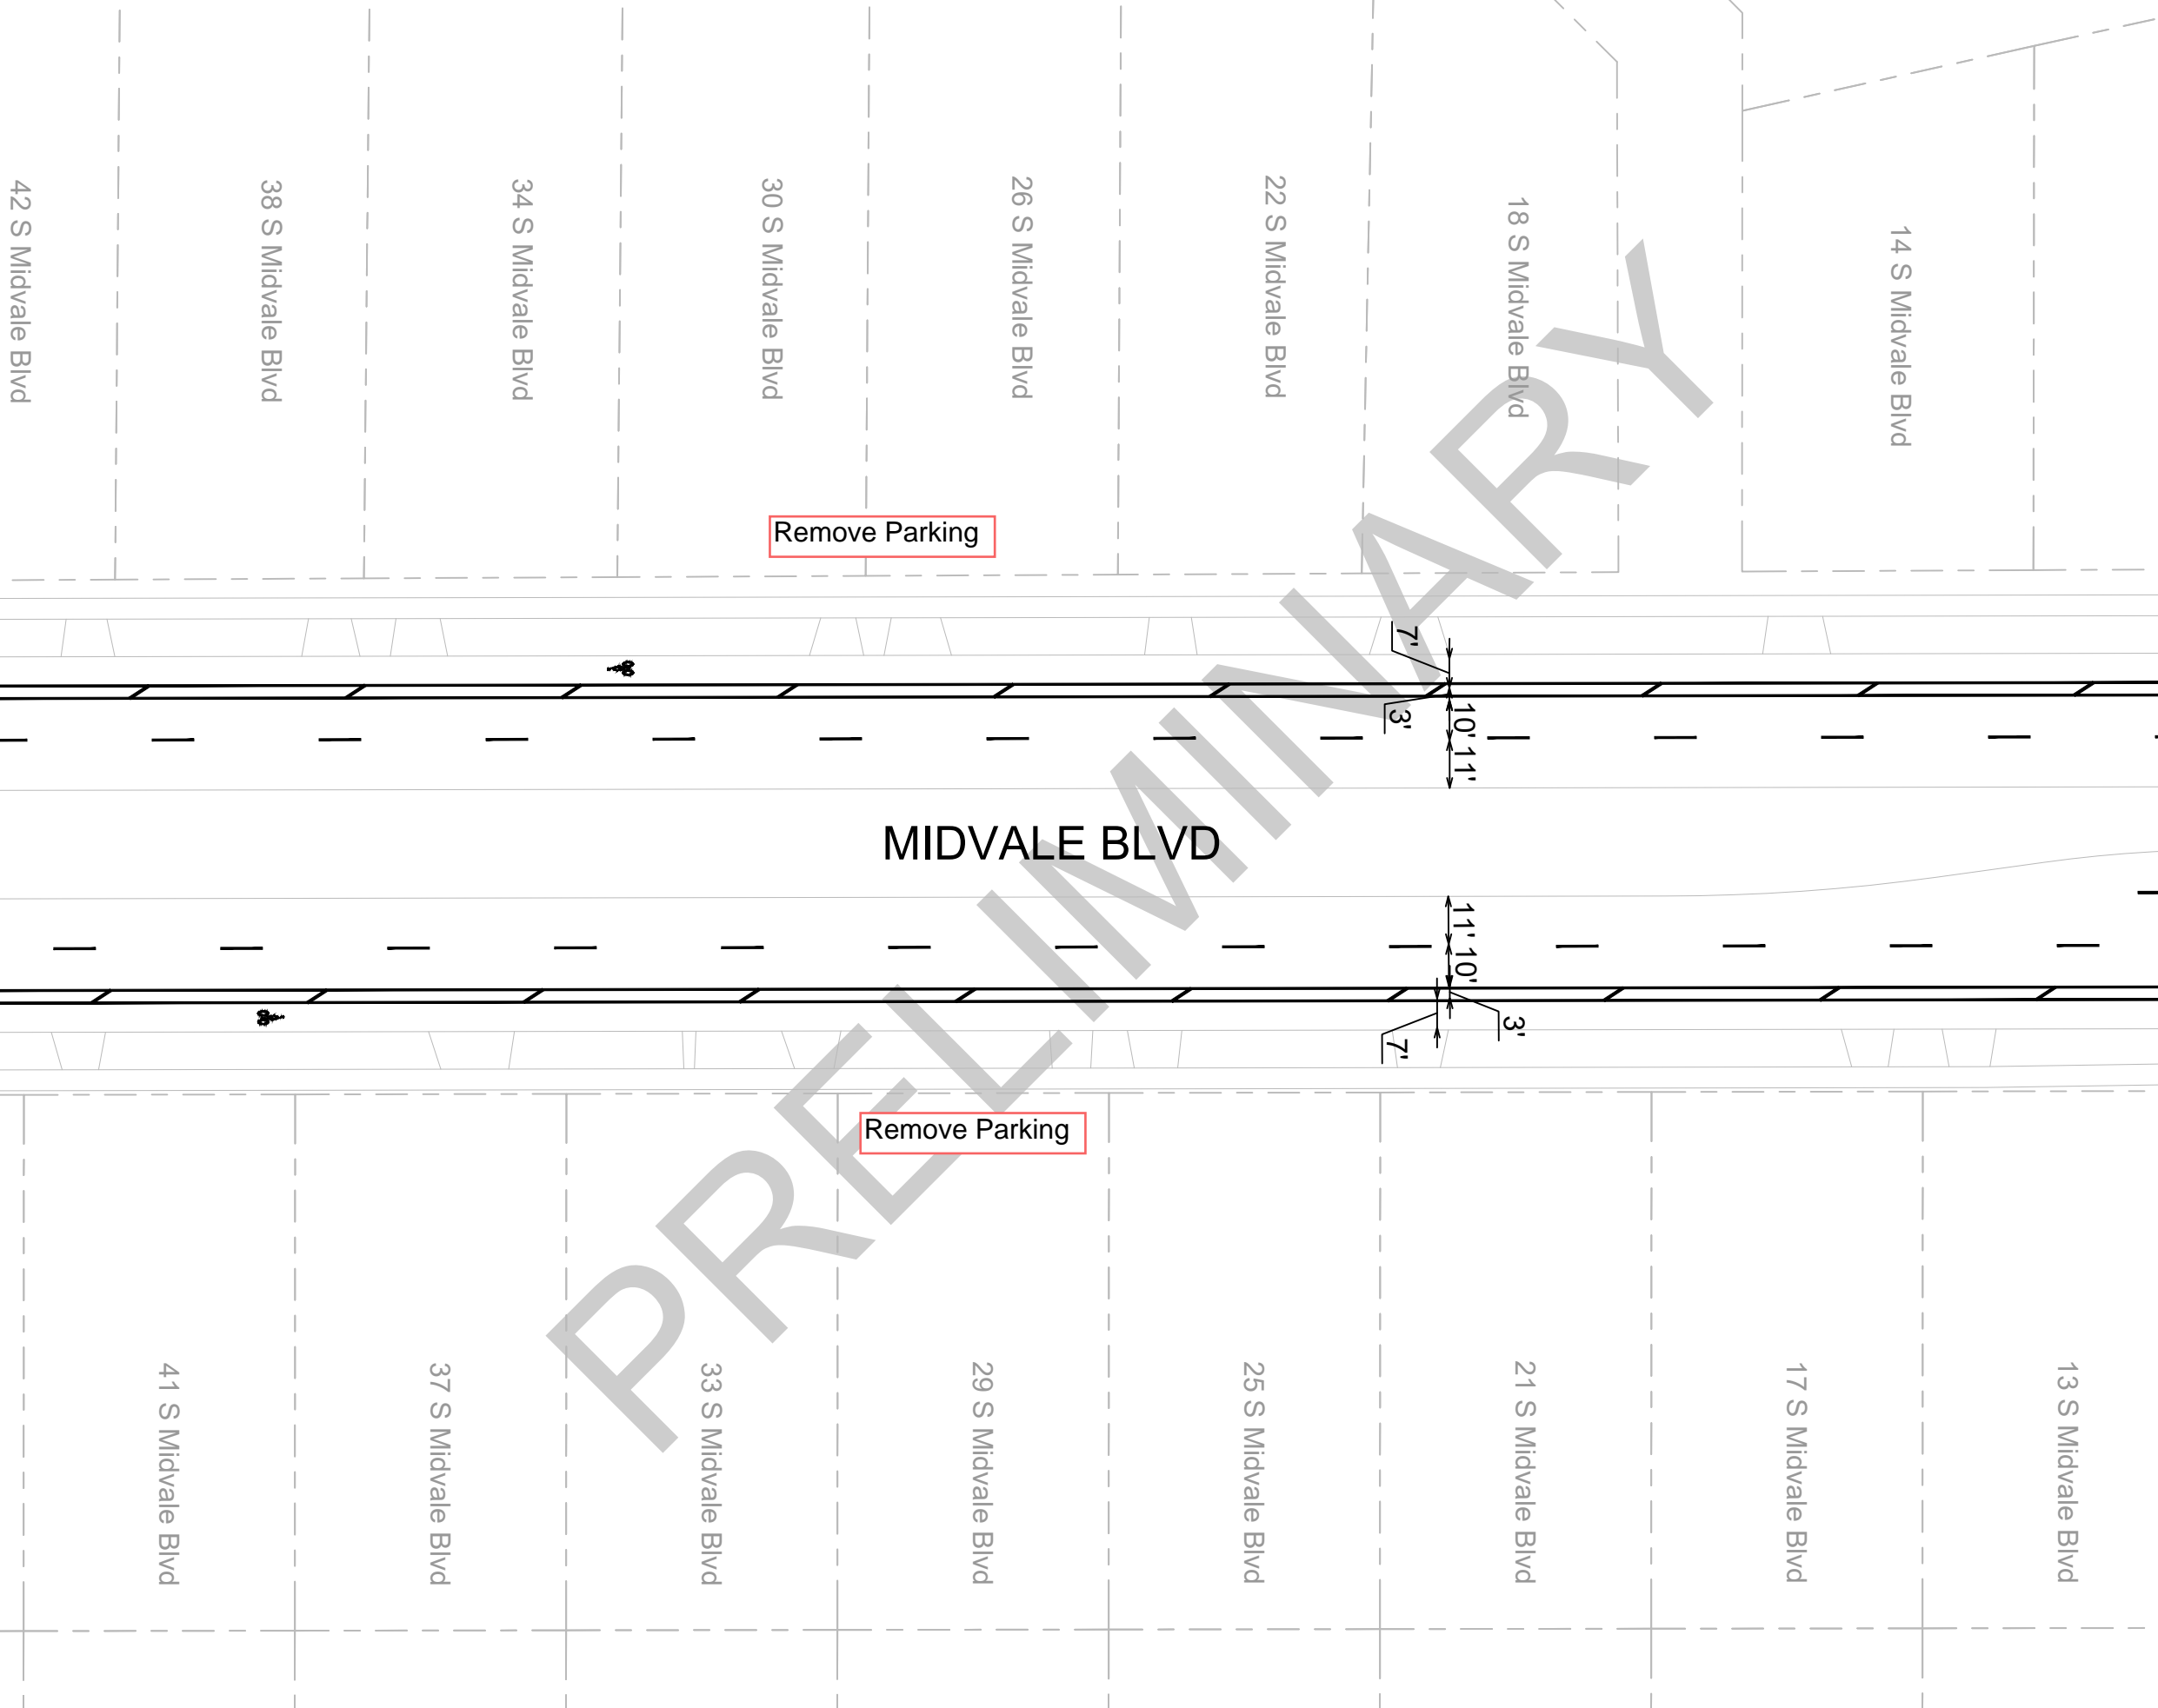 42 S Midvale Blvd
38 S Midvale Blvd
34 S Midvale Blvd
30 S Midvale Blvd
26 S Midvale Blvd
22 S Midvale Blvd
18 S Midvale Blvd
14 S Midvale Blvd
Remove Parking
7'
3'
10'
11'
MIDVALE BLVD
PRELIMINARY
11'
10'
3'
7'
Remove Parking
41 S Midvale Blvd
37 S Midvale Blvd
33 S Midvale Blvd
29 S Midvale Blvd
25 S Midvale Blvd
21 S Midvale Blvd
17 S Midvale Blvd
13 S Midvale Blvd